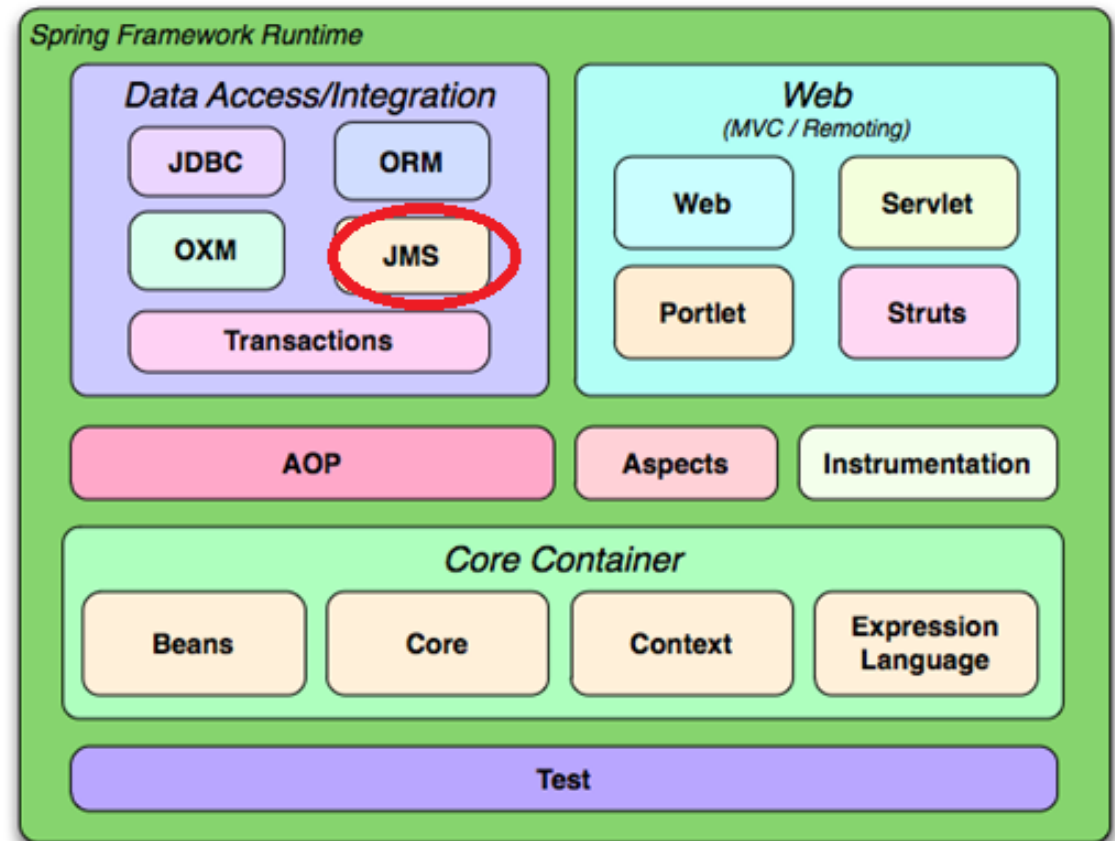 Spring Framework Runtime
Data Access/Integration
JDBC
ORM
OXM
JMS
Transactions
Web
(MVC / Remoting)
Web
Servlet
Portlet
Struts
AOP
Aspects
Instrumentation
Core Container
Beans
Core
Context
Expression
Language
Test